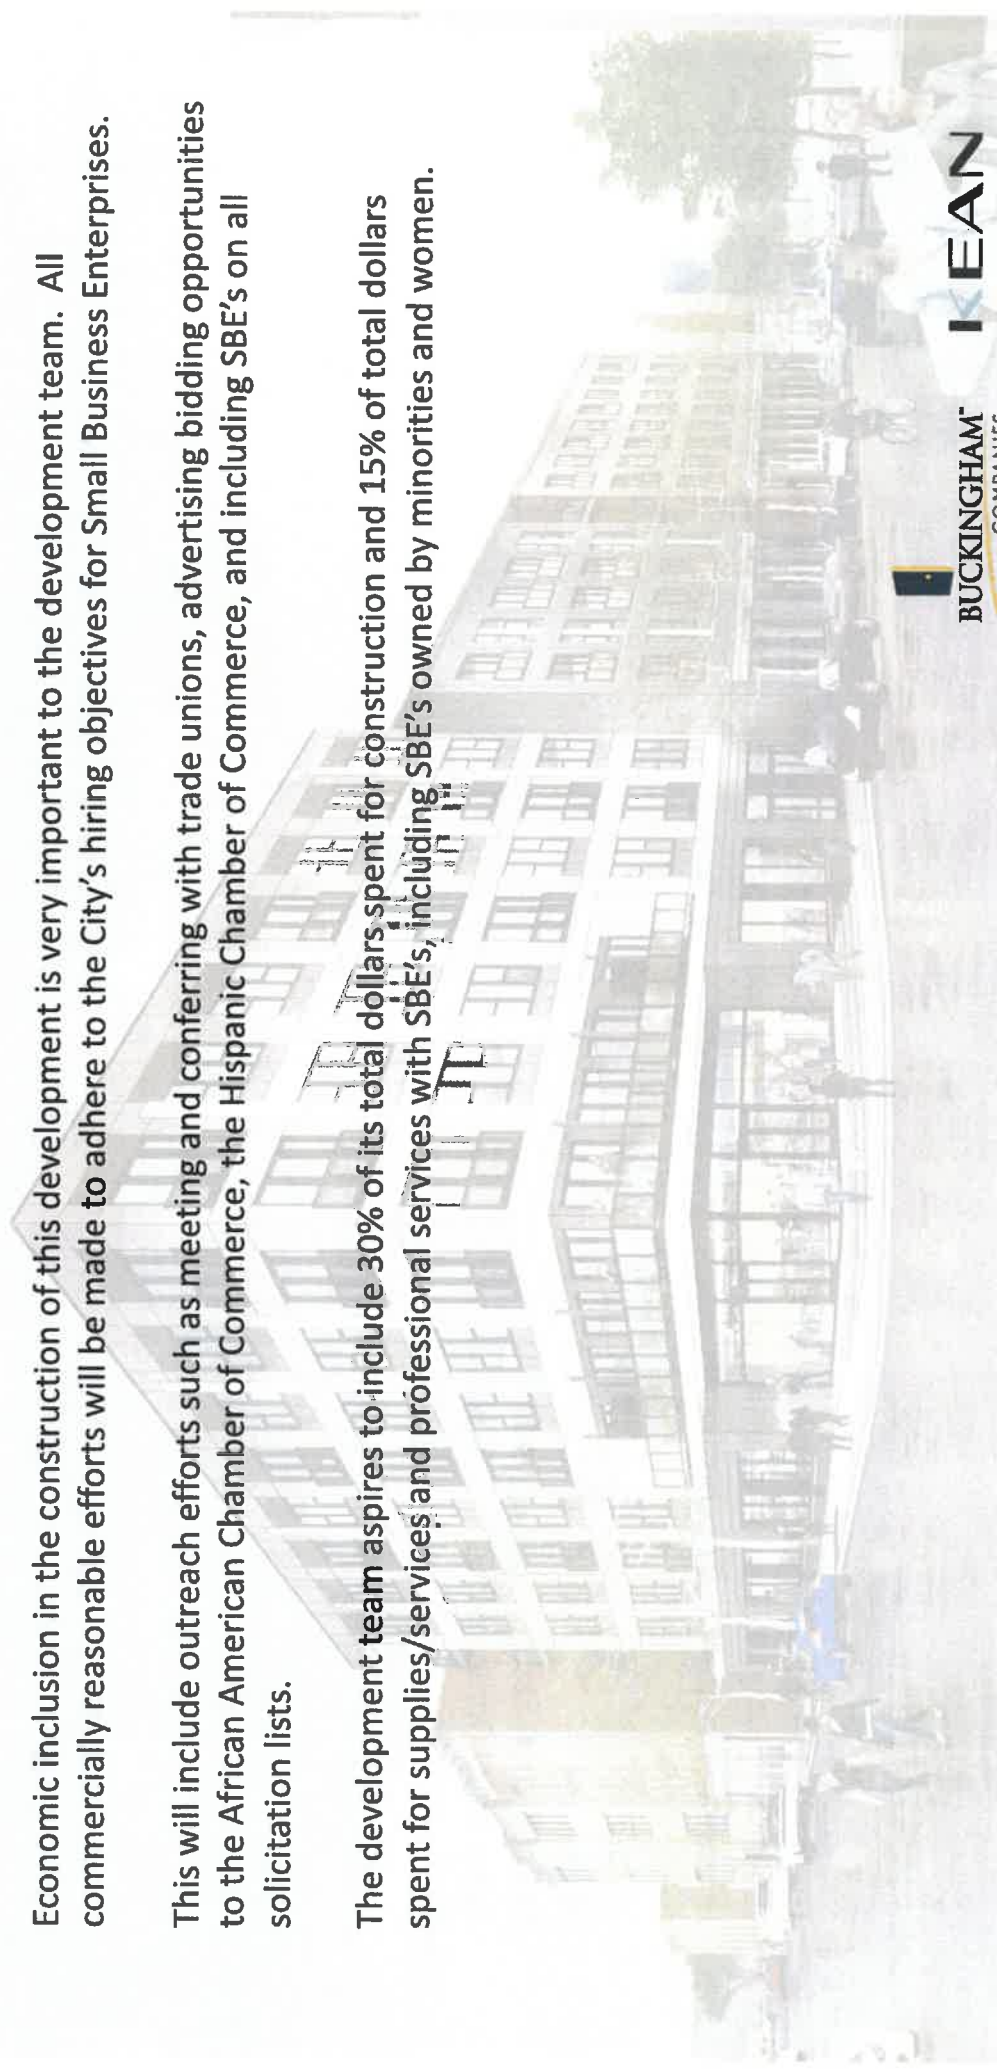 Economic inclusion in the construction of this development is very important to the development team.  All
commercially reasonable efforts will be made to adhere to the City's hiring objectives for Small Business Enterprises.
This will include outreach efforts such as meeting and conferring with trade unions, advertising bidding opportunities
to the African American Chamber of Commerce, the Hispanic Chamber of Commerce, and including SBE's on all
solicitation lists.
The development team aspires to include 30% of its total dollars spent for construction and 15% of total dollars
spent for supplies/services and professional services with SBE's, including SBE's owned by minorities and women.
BUCKINGHAM
COMPANIES
KEAN